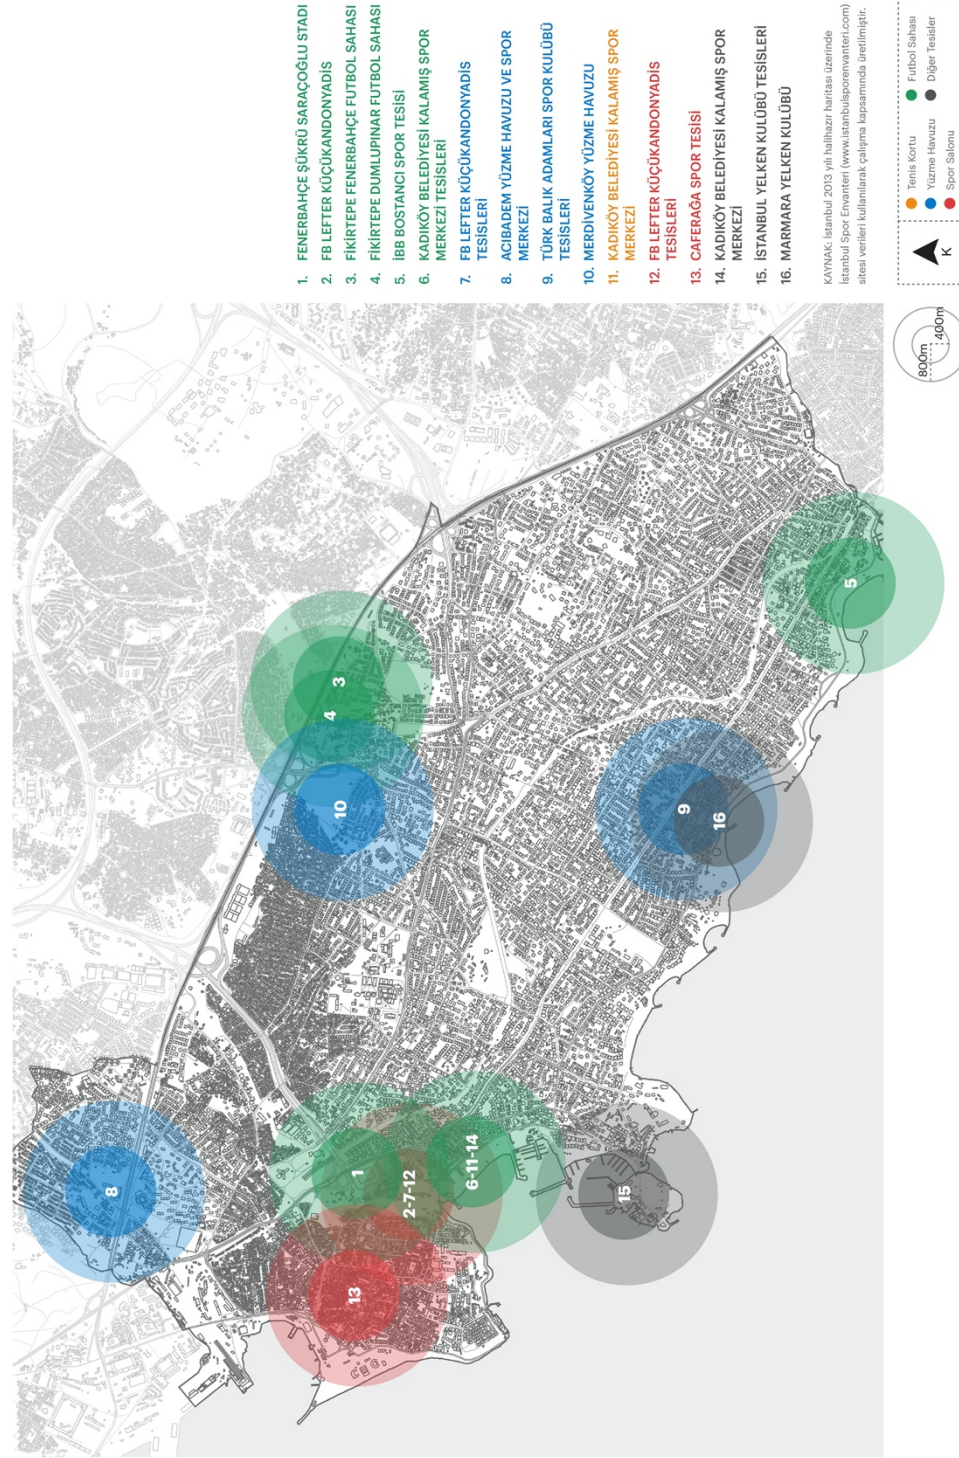 1. FENERBAHÇE ŞÜKRÜ SARAÇOĞLU STADI
2. FB LEFTER KÜÇÜKANDONYADİS
3. FİKİRTEPE FENERBAHÇE FUTBOL SAHASI
4. FİKİRTEPE DUMLUPINAR FUTBOL SAHASI
5. İBB BOSTANCI SPOR TESİSİ
6. KADIKÖY BELEDİYESİ KALAMIŞ SPOR
MERKEZİ TESİSLERİ
7. FB LEFTER KÜÇÜKANDONYADİS
TESİSLERİ
8. ACIBADEM YÜZME HAVUZU VE SPOR
MERKEZİ
9. TÜRK BALIK ADAMLARI SPOR KULÜBÜ
TESİSLERİ
10. MERDİVENKÖY YÜZME HAVUZU
11. KADIKÖY BELEDİYESİ KALAMIŞ SPOR
MERKEZİ
12. FB LEFTER KÜÇÜKANDONYADİS
TESİSLERİ
13. CAFERAĞA SPOR TESİSİ
14. KADIKÖY BELEDİYESİ KALAMIŞ SPOR
MERKEZİ
15. İSTANBUL YELKEN KULÜBÜ TESİSLERİ
16. MARMARA YELKEN KULÜBÜ
KAYNAK: İstanbul 2013 yılı halihazır haritası üzerinde
İstanbul Spor Envanteri (www.istanbulsporenvanteri.com)
sitesi verileri kullanılarak çalışma kapsamında üretilmiştir.
Tenis Kortu
Yüzme Havuzu
Spor Salonu
Futbol Sahası
Diğer Tesisler
K
800m
400m
8
13
1
2-7-12
6-11-14
15
10
4
3
9
16
5